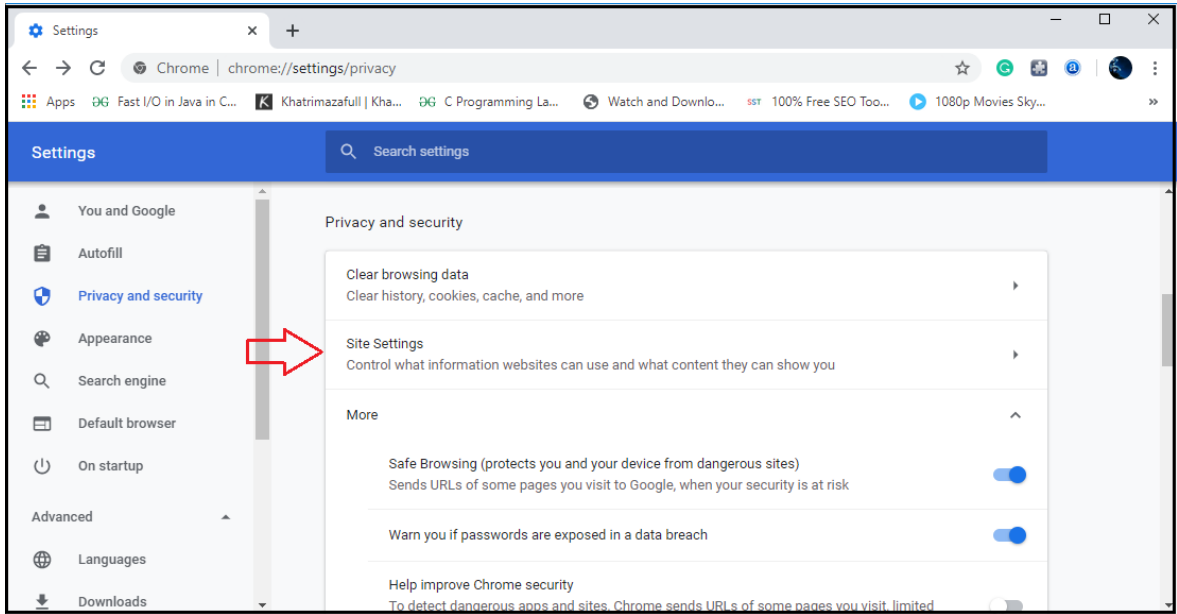 Settings
Chrome | chrome://settings/privacy
Apps GG Fast I/O in Java in C... K Khatrimazafull | Kha... GG C Programming La... Watch and Downlo... SST 100% Free SEO Too... 1080p Movies Sky... »
Settings
Search settings
You and Google
Autofill
Privacy and security
Appearance
Search engine
Default browser
On startup
Advanced
Languages
Downloads
Privacy and security
Clear browsing data
Clear history, cookies, cache, and more
Site Settings
Control what information websites can use and what content they can show you
More
Safe Browsing (protects you and your device from dangerous sites)
Sends URLs of some pages you visit to Google, when your security is at risk
Warn you if passwords are exposed in a data breach
Help improve Chrome security
To detect dangerous apps and sites, Chrome sends URLs of some pages you visit, limited